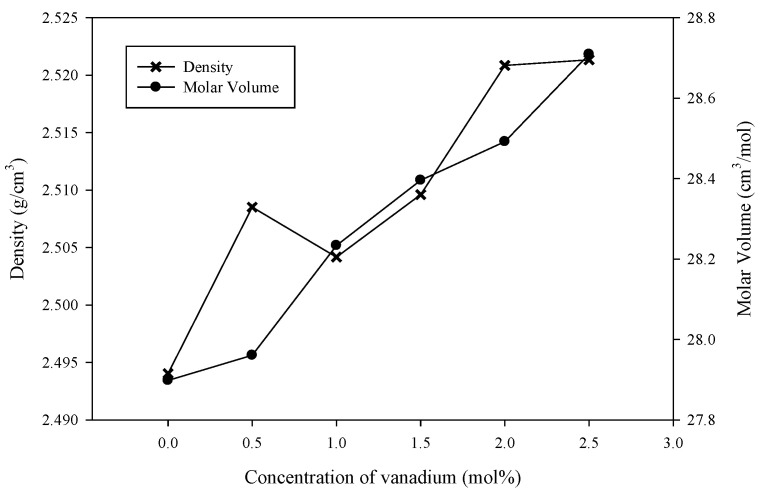 2.525
2.520
2.515
2.510
2.505
2.500
2.495
2.490
Density (g/cm³)
Density
Molar Volume
28.8
28.6
28.4
28.2
28.0
27.8
Molar Volume (cm³/mol)
0.0 0.5 1.0 1.5 2.0 2.5 3.0
Concentration of vanadium (mol%)